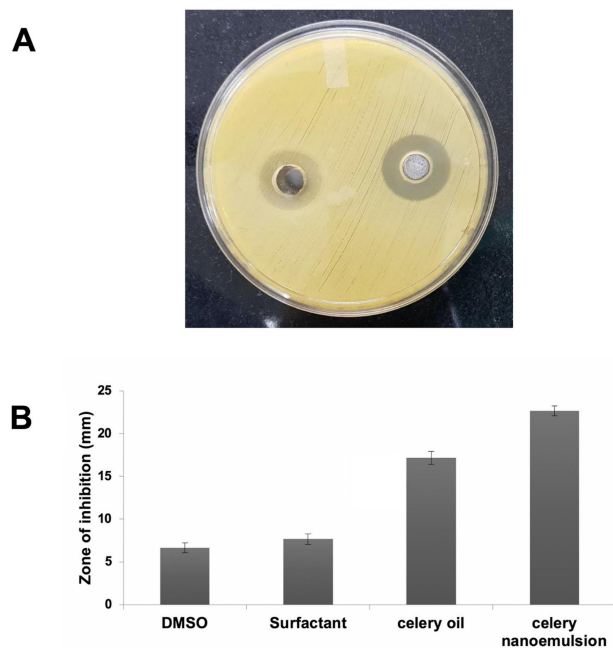 A
B
Zone of inhibition (mm)
25
20
15
10
5
0
DMSO
Surfactant
celery oil
celery
nanoemulsion